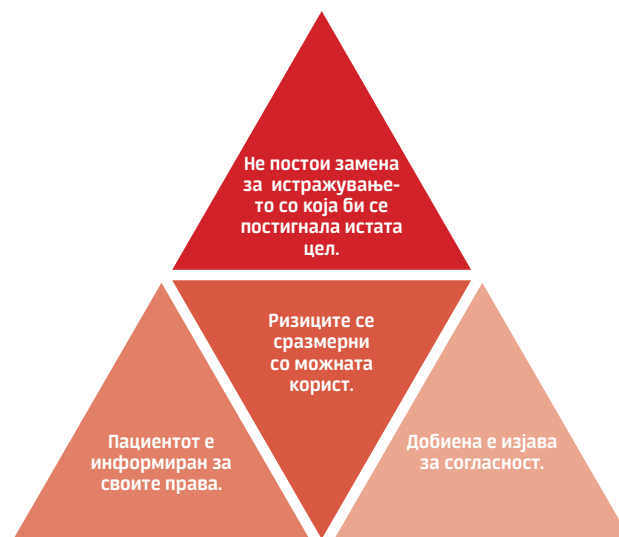 Не постои замена
за истражување-
то со која би се
постигнала истата
цел.
Ризиците се
сразмерни
со можната
корист.
Пациентот е
информиран за
своите права.
Добиена е изјава
за согласност.